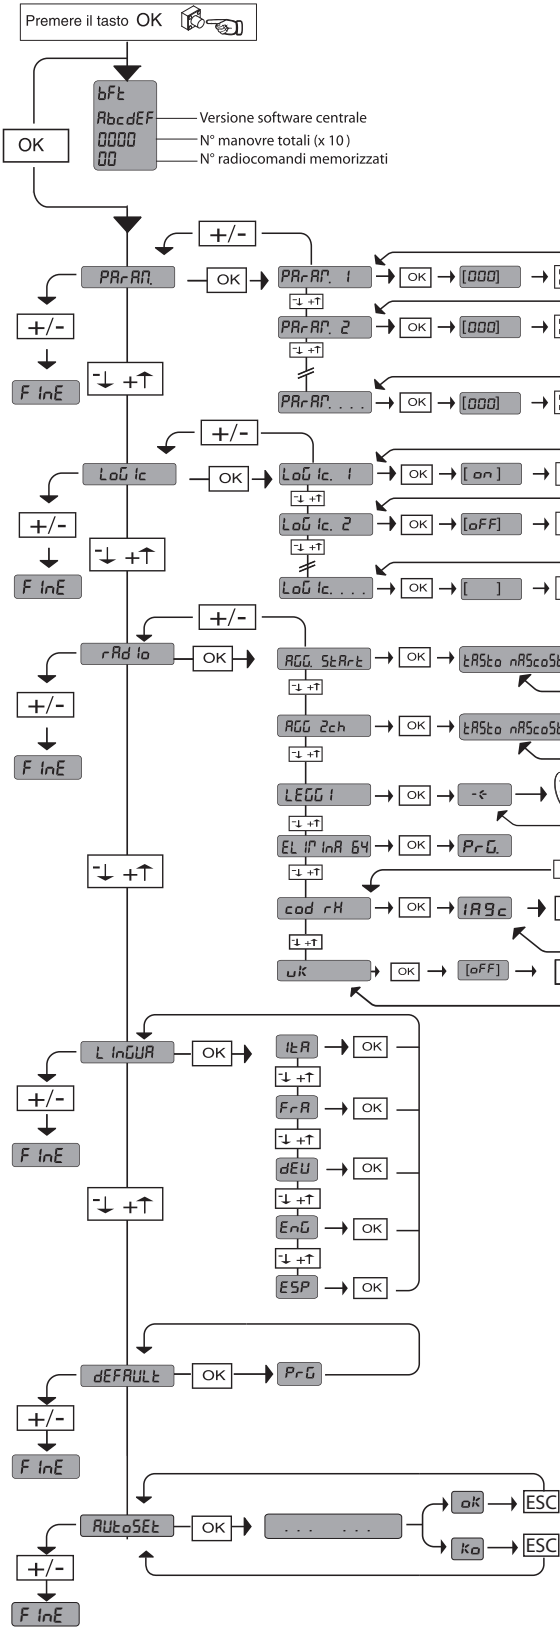 Premere il tasto OK
OK
bFt
AbcdEF
Versione software centrale
0000
N° manovre totali (x 10)
00
N° radiocomandi memorizzati
+/-
PArAM.
OK
PArAM. 1
OK
[000]
-↓ +↑
+/-
PArAM. 2
OK
[000]
-↓ +↑
-↓ +↑
FInE
PArAM....
OK
[000]
+/-
LoGIc
OK
LoGIc. 1
OK
[on]
-↓ +↑
+/-
LoGIc. 2
OK
[oFF]
-↓ +↑
-↓ +↑
FInE
LoGIc....
OK
[ ]
+/-
rAdIo
OK
AGG. StArt
OK
tASto nAScoSt
-↓ +↑
+/-
AGG 2ch
OK
tASto nAScoSt
-↓ +↑
FInE
LEGGI
OK
-↓ +↑
ELIMInA 64
OK
PrG.
-↓ +↑
-↓ +↑
cod rX
OK
1A9c
-↓ +↑
uK
OK
[oFF]
LInGUA
OK
ItA
OK
-↓ +↑
+/-
FrA
OK
-↓ +↑
FInE
dEU
OK
-↓ +↑
-↓ +↑
EnG
OK
-↓ +↑
ESP
OK
dEFAULt
OK
PrG
+/-
FInE
oK
ESC
AUtoSEt
OK
... ...
Ko
ESC
+/-
FInE